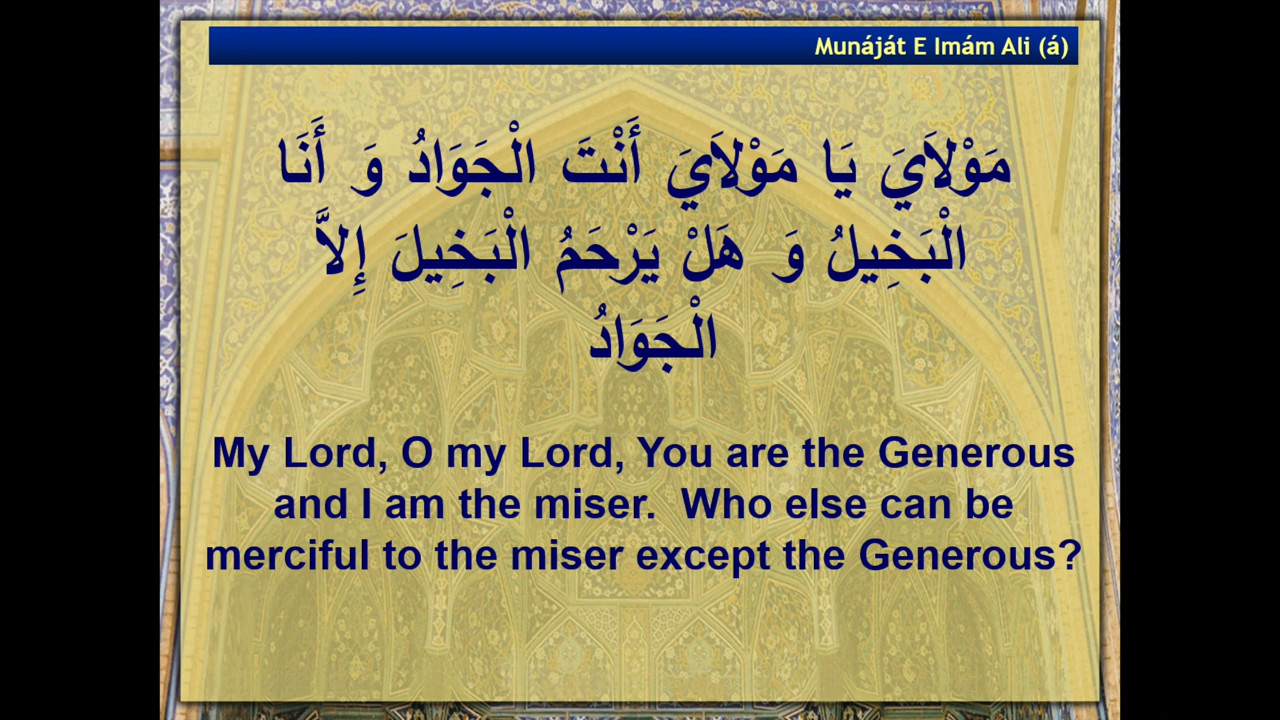 Munáját E Imám Ali (á)
مَوْلاَيَ يَا مَوْلاَيَ أَنْتَ الْجَوَادُ وَ أَنَا
الْبَخِيلُ وَ هَلْ يَرْحَمُ الْبَخِيلَ إِلاَّ
الْجَوَادُ
My Lord, O my Lord, You are the Generous
and I am the miser.  Who else can be
merciful to the miser except the Generous?